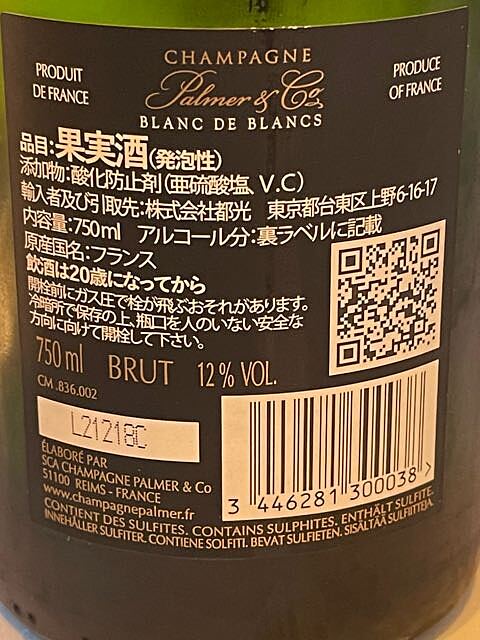 CHAMPAGNE
PRODUIT
DE FRANCE
PRODUCE
OF FRANCE
Palmer & Co
BLANC DE BLANCS
品目:果実酒(発泡性)
添加物:酸化防止剤(亜硫酸塩、V.C)
輸入者及び引取先:株式会社都光 東京都台東区上野6-16-17
内容量:750ml アルコール分:裏ラベルに記載
原産国名:フランス
飲酒は20歳になってから
開栓前にガス圧で栓が飛ぶおそれがあります。
冷暗所で保存の上、瓶口を人のいない安全な
方向に向けて開栓して下さい。
750 ml BRUT 12 % VOL.
CM .836.002
L21218C
ÉLABORÉ PAR
SCA CHAMPAGNE PALMER & Co
51100 REIMS - FRANCE
www.champagnepalmer.fr
3 446281 300038 >
CONTIENT DES SULFITES. CONTAINS SULPHITES. ENTHÄLT SULFITE.
INNEHÅLLER SULFITER. CONTIENE SOLFITI. BEVAT SULFIETEN. SISÄLTÄÄ SULFIITTEJA.